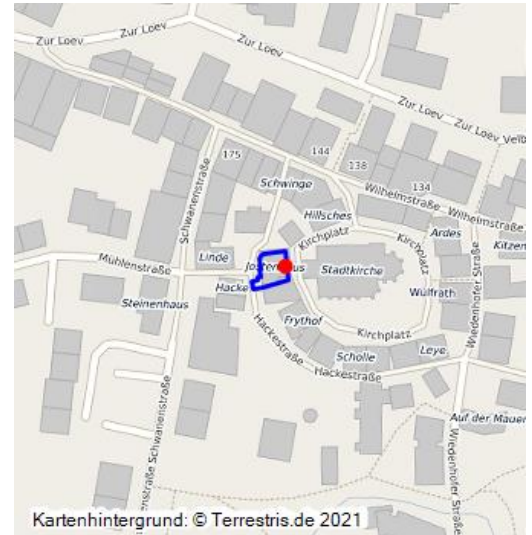 Zur Loev
Zur Loev
Zur Loev
Zur Loev
Zur Loev Velb
175
144
138
134
Schwinge
Wilhelmstraße
Wilhelmstraße
Hillsches
Ardes
Kirchplatz
Kirchplatz
Kitzen
Schwanenstraße
Mühlenstraße
Linde
Stadtkirche
Wülfrath
Wiedenhofer Straße
Steinenhaus
Hacke
Frythof
Kirchplatz
Scholle
Leye
Hackestraße
Hackestraße
Auf der Mauer
Schwanenstraße
Wiedenhofer Straße
Kartenhintergrund: © Terrestris.de 2021